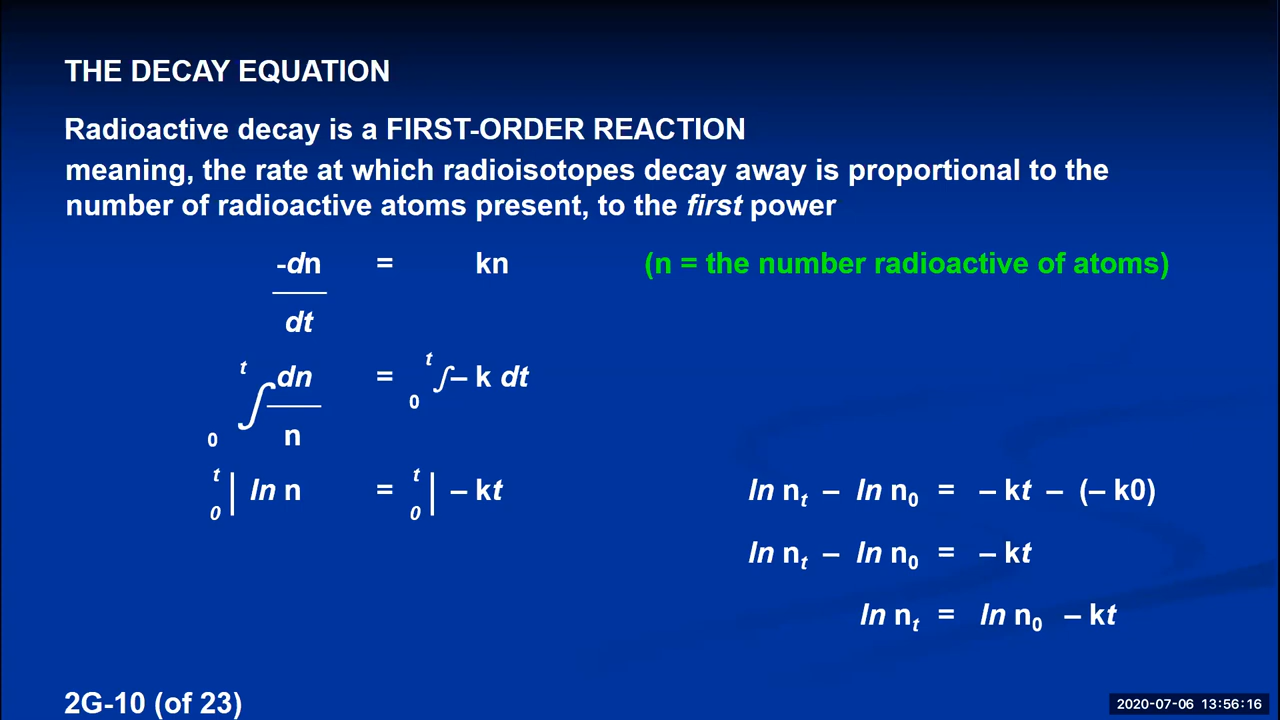 THE DECAY EQUATION
Radioactive decay is a FIRST-ORDER REACTION
meaning, the rate at which radioisotopes decay away is proportional to the
number of radioactive atoms present, to the first power
-dn = kn (n = the number radioactive of atoms)
dt
t t
∫ dn = ∫ – k dt
0 n 0
t t
| ln n = | – kt ln nₜ – ln n₀ = – kt – (– k0)
0 0
ln nₜ – ln n₀ = – kt
ln nₜ = ln n₀ – kt
2G-10 (of 23)
2020-07-06 13:56:16